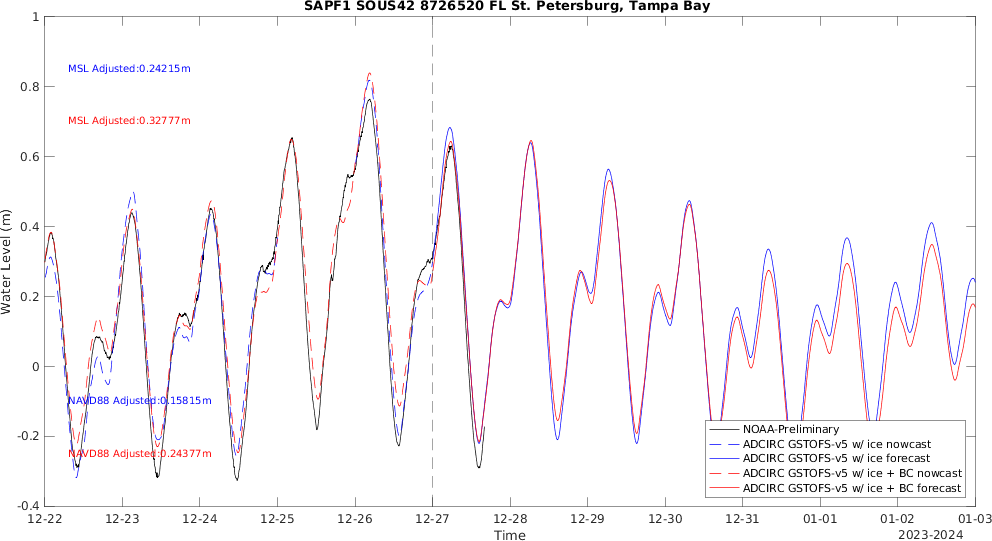 SAPF1 SOUS42 8726520 FL St. Petersburg, Tampa Bay
Water Level (m)
1
0.8
0.6
0.4
0.2
0
-0.2
-0.4
MSL Adjusted:0.24215m
MSL Adjusted:0.32777m
NAVD88 Adjusted:0.15815m
NAVD88 Adjusted:0.24377m
NOAA-Preliminary
ADCIRC GSTOFS-v5 w/ ice nowcast
ADCIRC GSTOFS-v5 w/ ice forecast
ADCIRC GSTOFS-v5 w/ ice + BC nowcast
ADCIRC GSTOFS-v5 w/ ice + BC forecast
12-22 12-23 12-24 12-25 12-26 12-27 12-28 12-29 12-30 12-31 01-01 01-02 01-03
Time
2023-2024